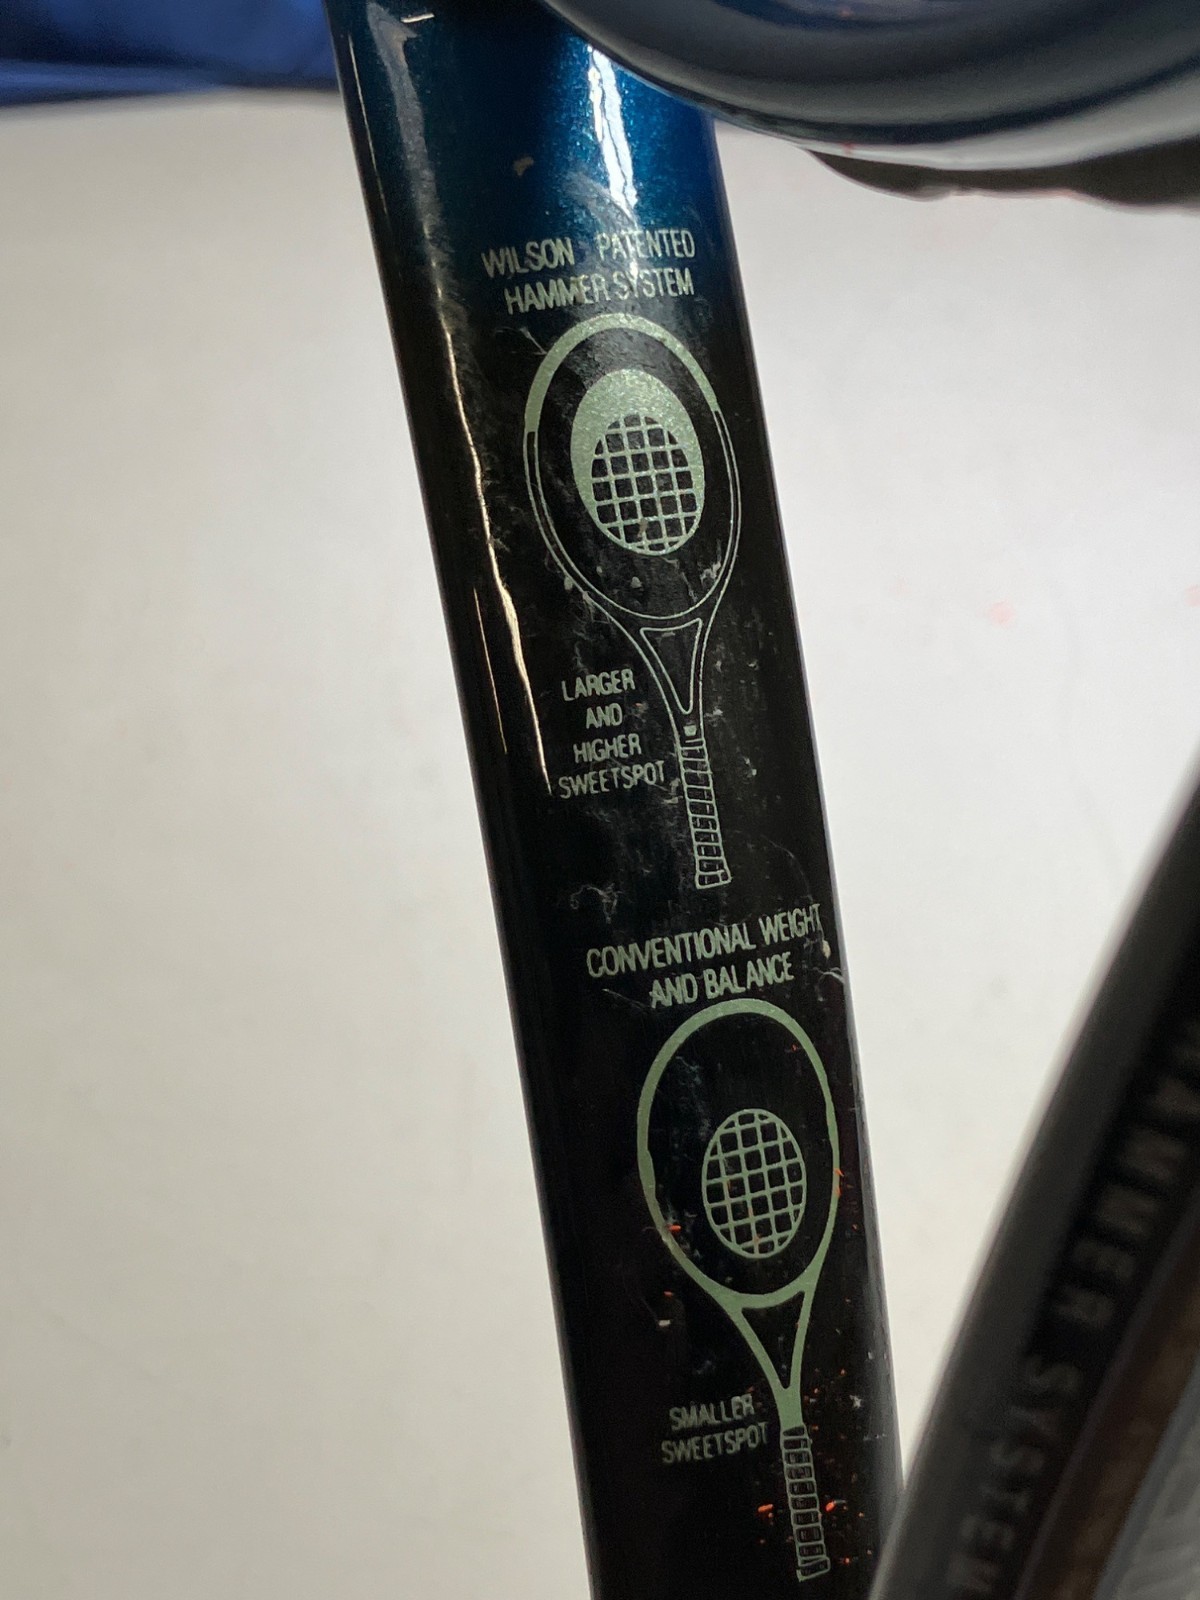 WILSON PATENTED
HAMMER SYSTEM
LARGER
AND
HIGHER
SWEETSPOT
CONVENTIONAL WEIGHT
AND BALANCE
SMALLER
SWEETSPOT
HAMMER SYSTEM